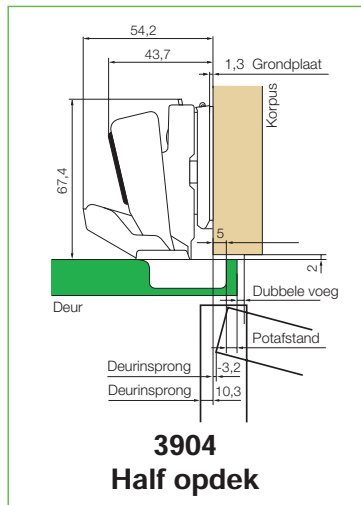 54,2
43,7
1,3 Grondplaat
Korpus
67,4
5
2
Dubbele voeg
Deur
Potafstand
Deurinsprong -3,2
Deurinsprong 10,3
3904
Half opdek